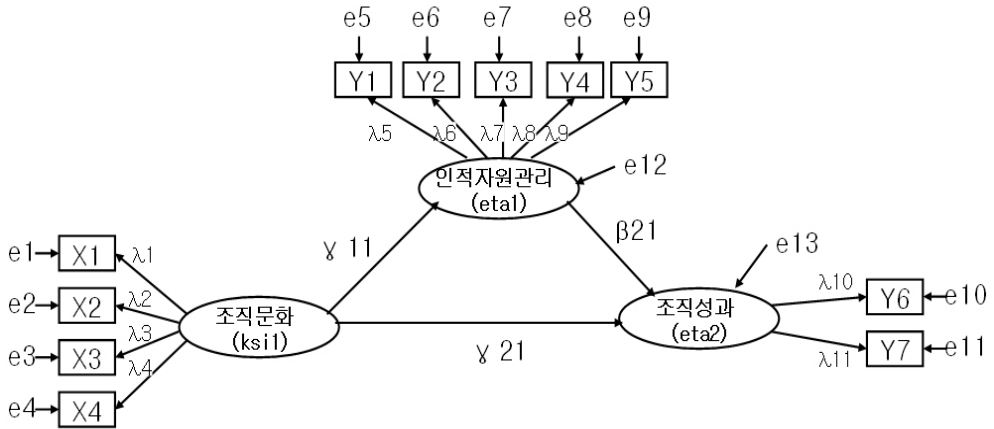 e5 e6 e7 e8 e9
Y1 Y2 Y3 Y4 Y5
λ5 λ6 λ7 λ8 λ9
인적자원관리
(eta1)
e12
ɣ 11
β21
e13
e1 X1 λ1
e2 X2 λ2
e3 X3 λ3
e4 X4 λ4
조직문화
(ksi1)
ɣ 21
조직성과
(eta2)
λ10 Y6 e10
λ11 Y7 e11